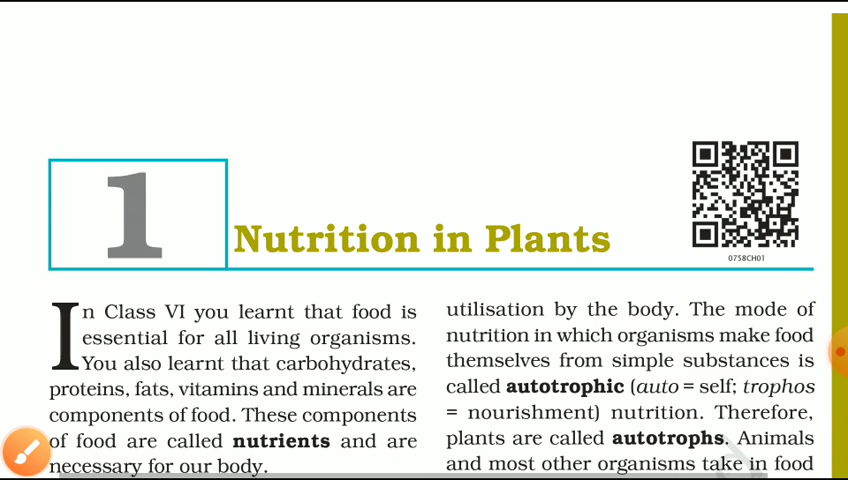 1
Nutrition in Plants
0758CH01
In Class VI you learnt that food is
essential for all living organisms.
You also learnt that carbohydrates,
proteins, fats, vitamins and minerals are
components of food. These components
of food are called nutrients and are
necessary for our body.
utilisation by the body. The mode of
nutrition in which organisms make food
themselves from simple substances is
called autotrophic (auto = self; trophos
= nourishment) nutrition. Therefore,
plants are called autotrophs. Animals
and most other organisms take in food